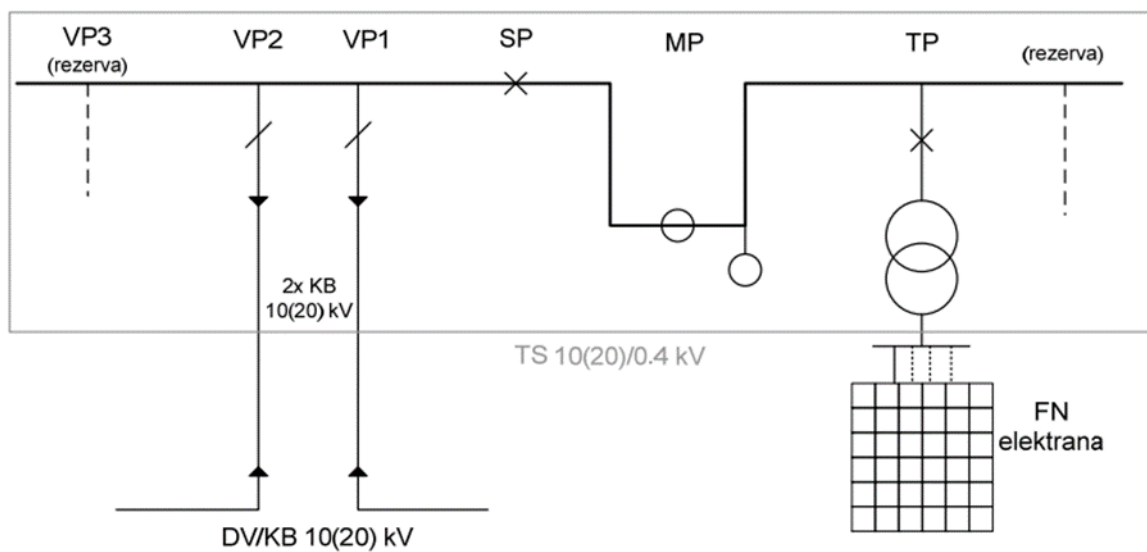 VP3
(rezerva)
VP2
VP1
SP
MP
TP
(rezerva)
2x KB
10(20) kV
TS 10(20)/0.4 kV
FN
elektrana
DV/KB 10(20) kV